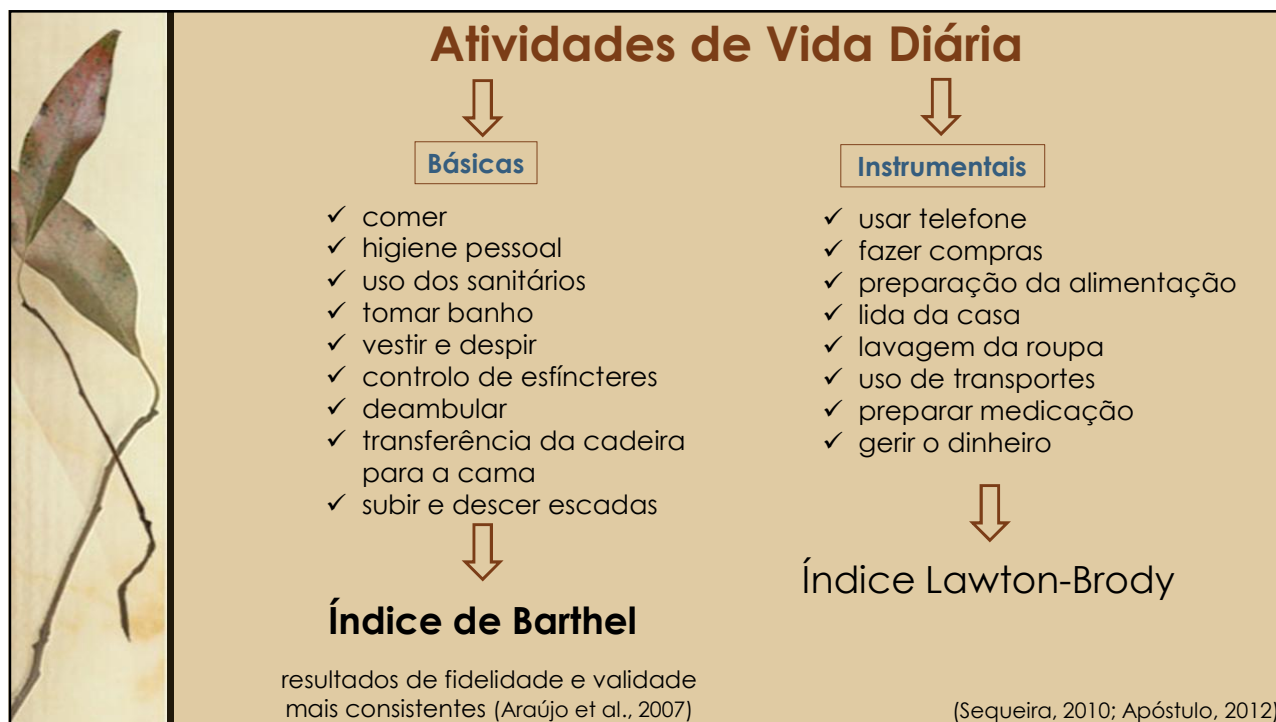 Atividades de Vida Diária
Básicas
✓ comer
✓ higiene pessoal
✓ uso dos sanitários
✓ tomar banho
✓ vestir e despir
✓ controlo de esfíncteres
✓ deambular
✓ transferência da cadeira
para a cama
✓ subir e descer escadas
Índice de Barthel
resultados de fidelidade e validade
mais consistentes (Araújo et al., 2007)
Instrumentais
✓ usar telefone
✓ fazer compras
✓ preparação da alimentação
✓ lida da casa
✓ lavagem da roupa
✓ uso de transportes
✓ preparar medicação
✓ gerir o dinheiro
Índice Lawton-Brody
(Sequeira, 2010; Apóstulo, 2012)